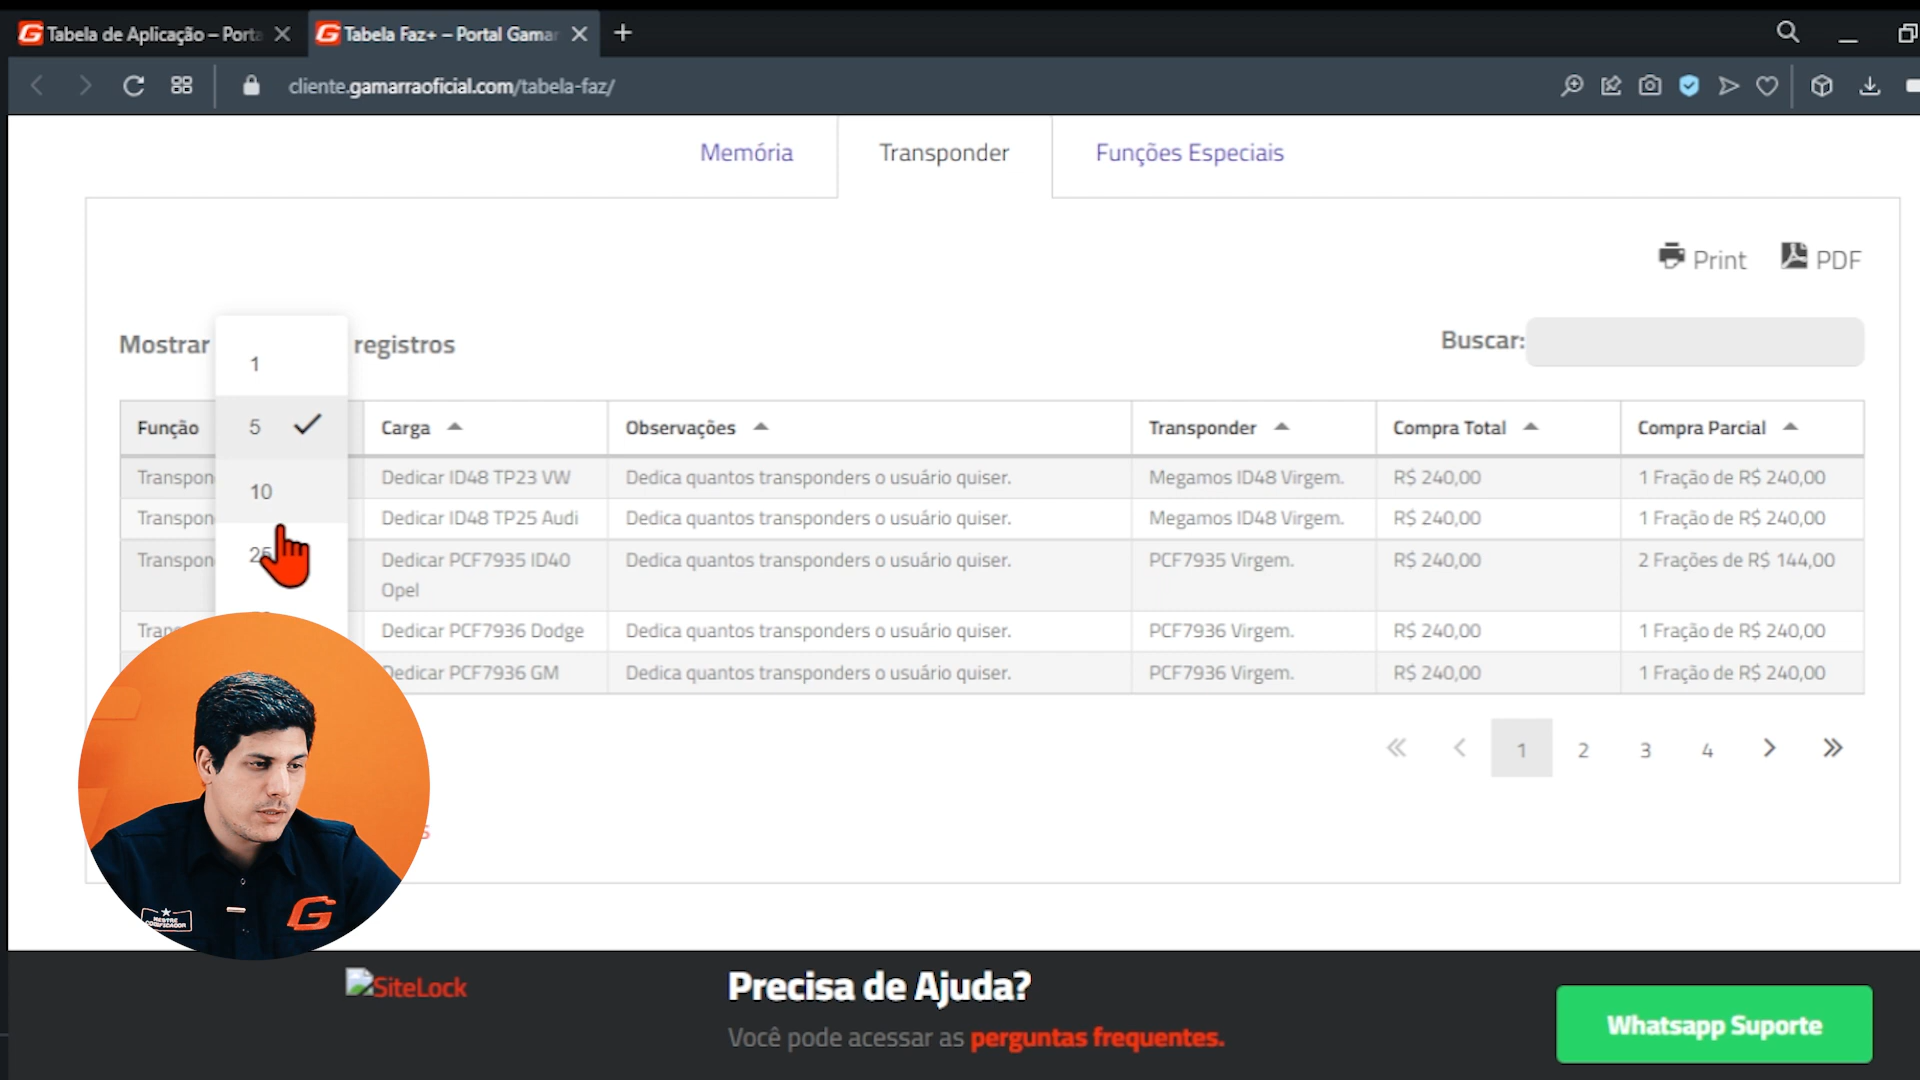 Tabela de Aplicação – Porta
Tabela Faz+ – Portal Gamar
cliente.gamarraoficial.com/tabela-faz/
Memória Transponder Funções Especiais
Print PDF
Mostrar registros Buscar:
1
5
10
Função Carga Observações Transponder Compra Total Compra Parcial
Transpon Dedicar ID48 TP23 VW Dedica quantos transponders o usuário quiser. Megamos ID48 Virgem. R$ 240,00 1 Fração de R$ 240,00
Transpon Dedicar ID48 TP25 Audi Dedica quantos transponders o usuário quiser. Megamos ID48 Virgem. R$ 240,00 1 Fração de R$ 240,00
Transpon Dedicar PCF7935 ID40 Dedica quantos transponders o usuário quiser. PCF7935 Virgem. R$ 240,00 2 Frações de R$ 144,00
Opel
Dedicar PCF7936 Dodge Dedica quantos transponders o usuário quiser. PCF7936 Virgem. R$ 240,00 1 Fração de R$ 240,00
Dedicar PCF7936 GM Dedica quantos transponders o usuário quiser. PCF7936 Virgem. R$ 240,00 1 Fração de R$ 240,00
1 2 3 4
G
SiteLock
Precisa de Ajuda?
Você pode acessar as perguntas frequentes.
Whatsapp Suporte